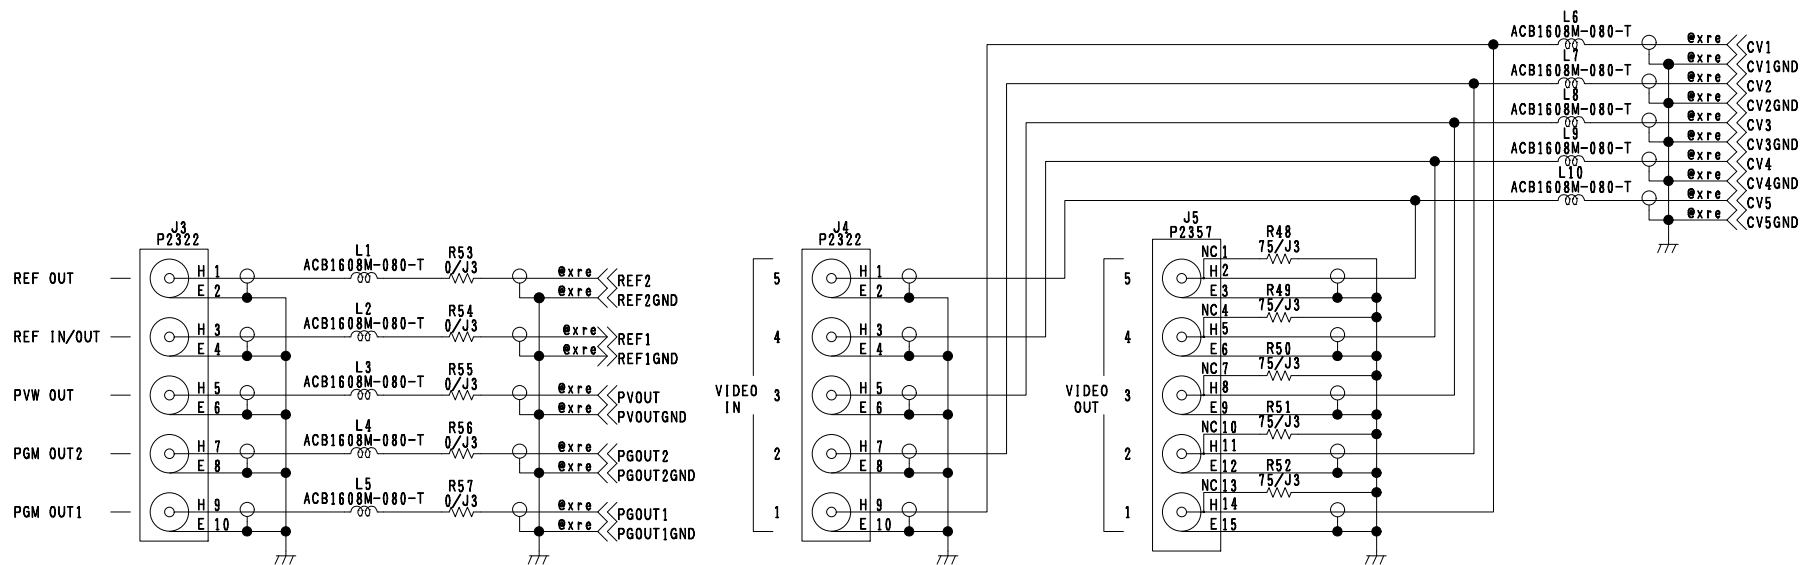 L6
ACB1608M-080-T @xre CV1
@xre CV1GND
L7
ACB1608M-080-T @xre CV2
@xre CV2GND
L8
ACB1608M-080-T @xre CV3
@xre CV3GND
L9
ACB1608M-080-T @xre CV4
@xre CV4GND
L10
ACB1608M-080-T @xre CV5
@xre CV5GND
J3
P2322
REF OUT H 1 L1 ACB1608M-080-T R53 0/J3 @xre REF2
E 2 @xre REF2GND
REF IN/OUT H 3 L2 ACB1608M-080-T R54 0/J3 @xre REF1
E 4 @xre REF1GND
PVW OUT H 5 L3 ACB1608M-080-T R55 0/J3 @xre PVOUT
E 6 @xre PVOUTGND
PGM OUT2 H 7 L4 ACB1608M-080-T R56 0/J3 @xre PGOUT2
E 8 @xre PGOUT2GND
PGM OUT1 H 9 L5 ACB1608M-080-T R57 0/J3 @xre PGOUT1
E 10 @xre PGOUT1GND
J4
P2322
VIDEO
IN
5 H 1
E 2
4 H 3
E 4
3 H 5
E 6
2 H 7
E 8
1 H 9
E 10
J5
P2357
VIDEO
OUT
NC 1 R48 75/J3
5 H 2
E 3
NC 4 R49 75/J3
4 H 5
E 6
NC 7 R50 75/J3
3 H 8
E 9
NC 10 R51 75/J3
2 H 11
E 12
NC 13 R52 75/J3
1 H 14
E 15